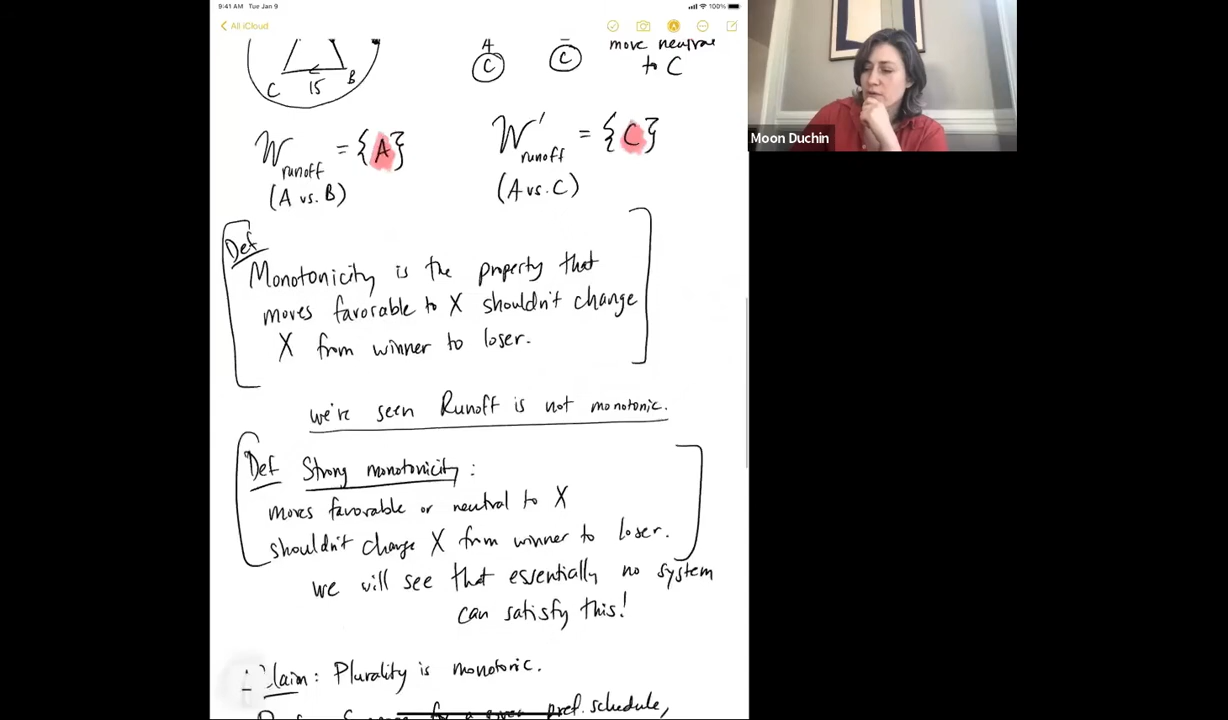 9:41 AM Tue Jan 9
100%
All iCloud
C 15 B
A
C
C
move neutral
to C
W runoff = {A}
(A vs. B)
W' runoff = {C}
(A vs. C)
Def
Monotonicity is the property that
moves favorable to X shouldn't change
X from winner to loser.
we're seen Runoff is not monotonic.
Def Strong monotonicity:
moves favorable or neutral to X
shouldn't change X from winner to loser.
we will see that essentially no system
can satisfy this!
Claim: Plurality is monotonic.
for a given pref. schedule,
Moon Duchin